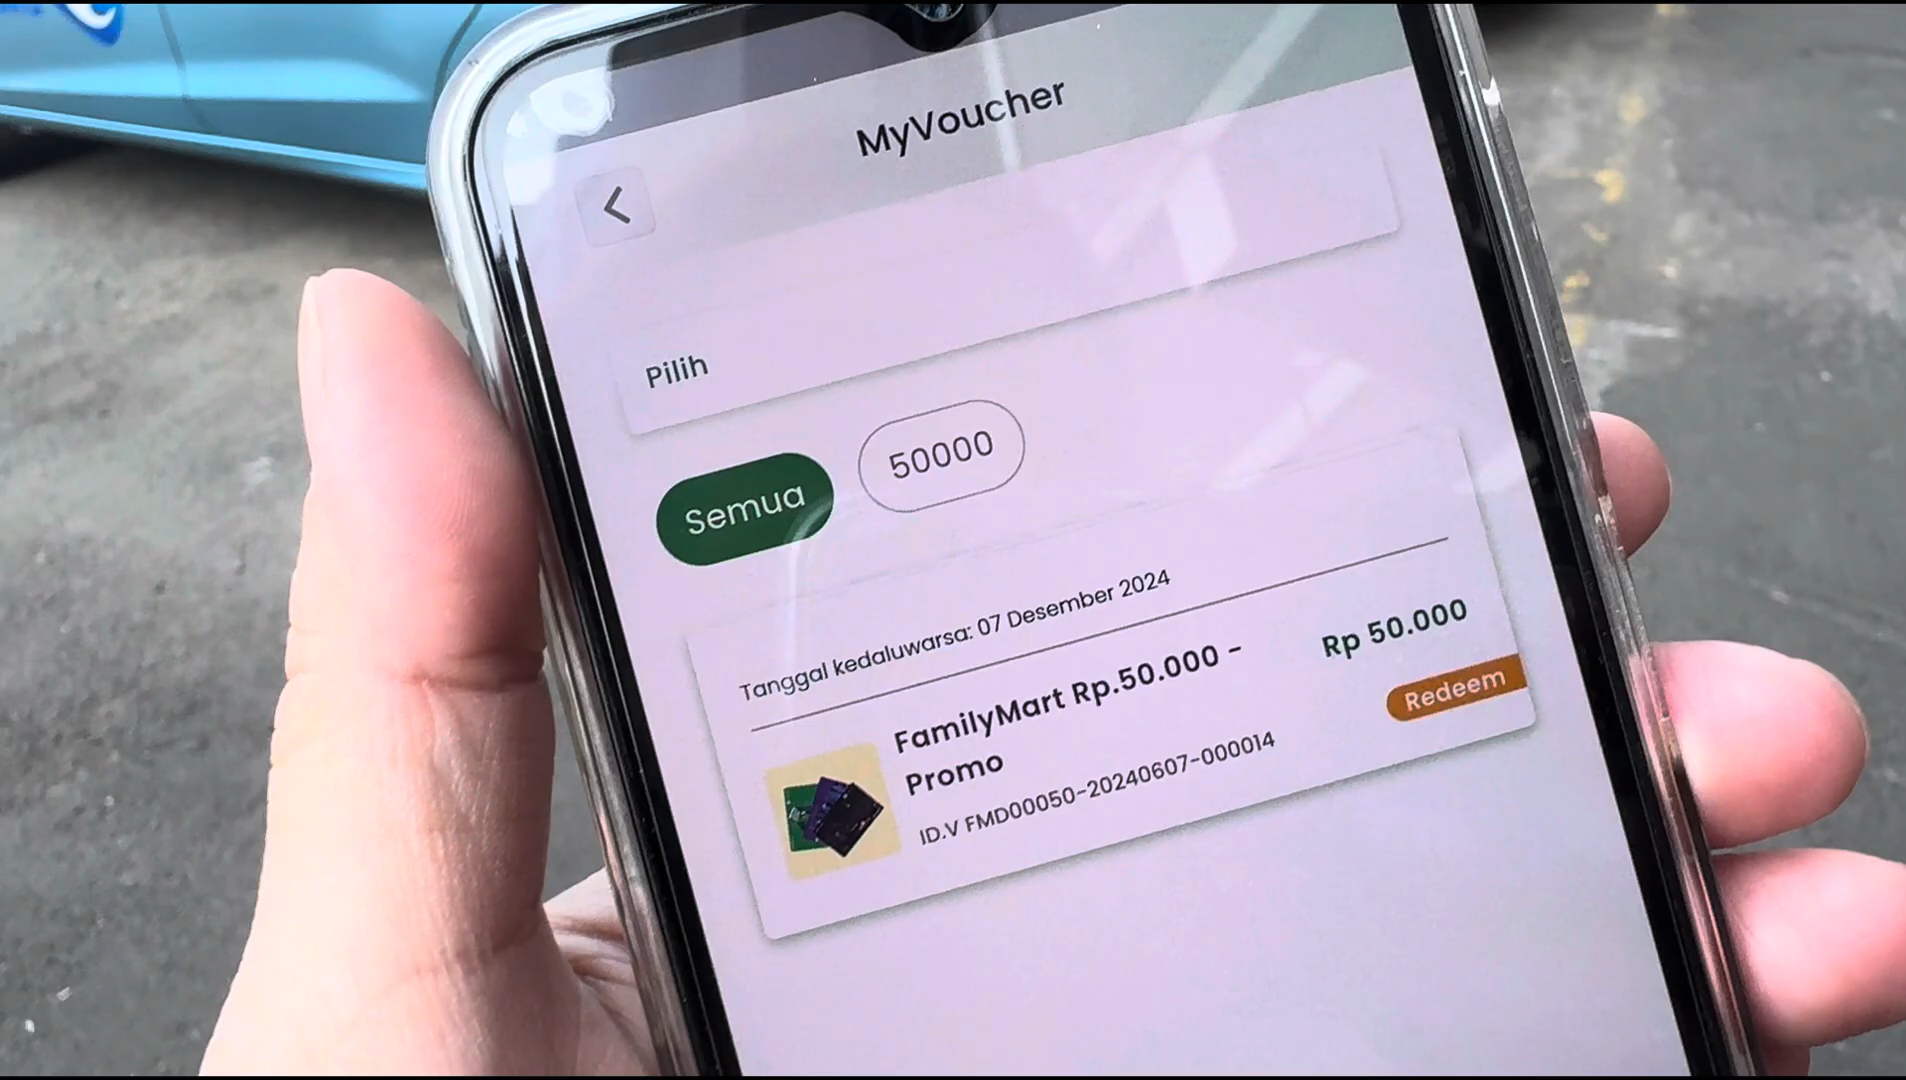 MyVoucher
Pilih
Semua
50000
Tanggal kedaluwarsa: 07 Desember 2024
FamilyMart Rp.50.000 -
Promo
Rp 50.000
Redeem
ID.V FMD00050-20240607-000014